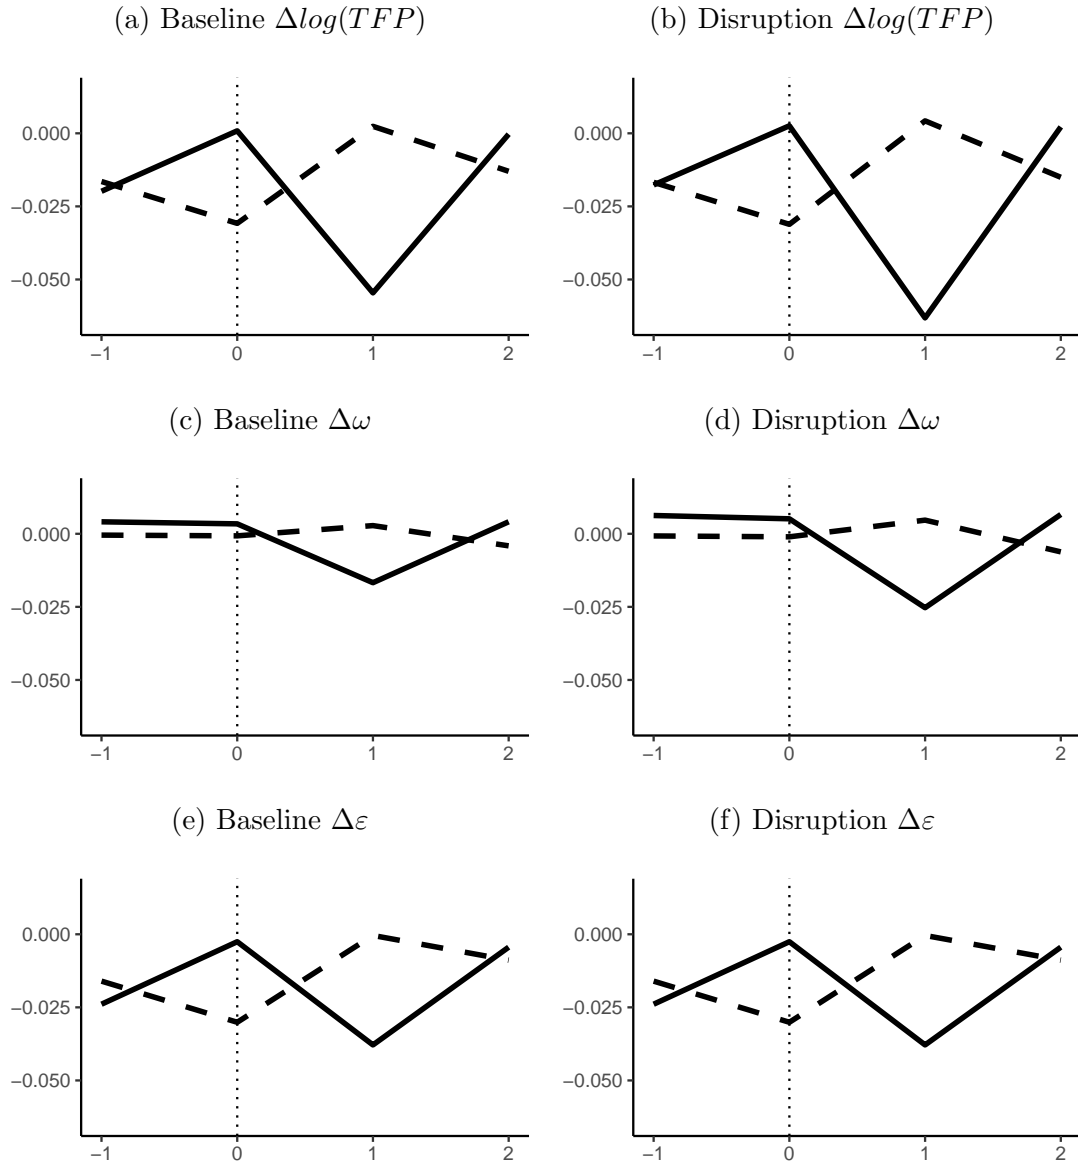 (a) Baseline Δlog(TFP)
(b) Disruption Δlog(TFP)
0.000
−0.025
−0.050
−1 0 1 2
0.000
−0.025
−0.050
−1 0 1 2
(c) Baseline Δω
(d) Disruption Δω
0.000
−0.025
−0.050
−1 0 1 2
0.000
−0.025
−0.050
−1 0 1 2
(e) Baseline Δε
(f) Disruption Δε
0.000
−0.025
−0.050
−1 0 1 2
0.000
−0.025
−0.050
−1 0 1 2